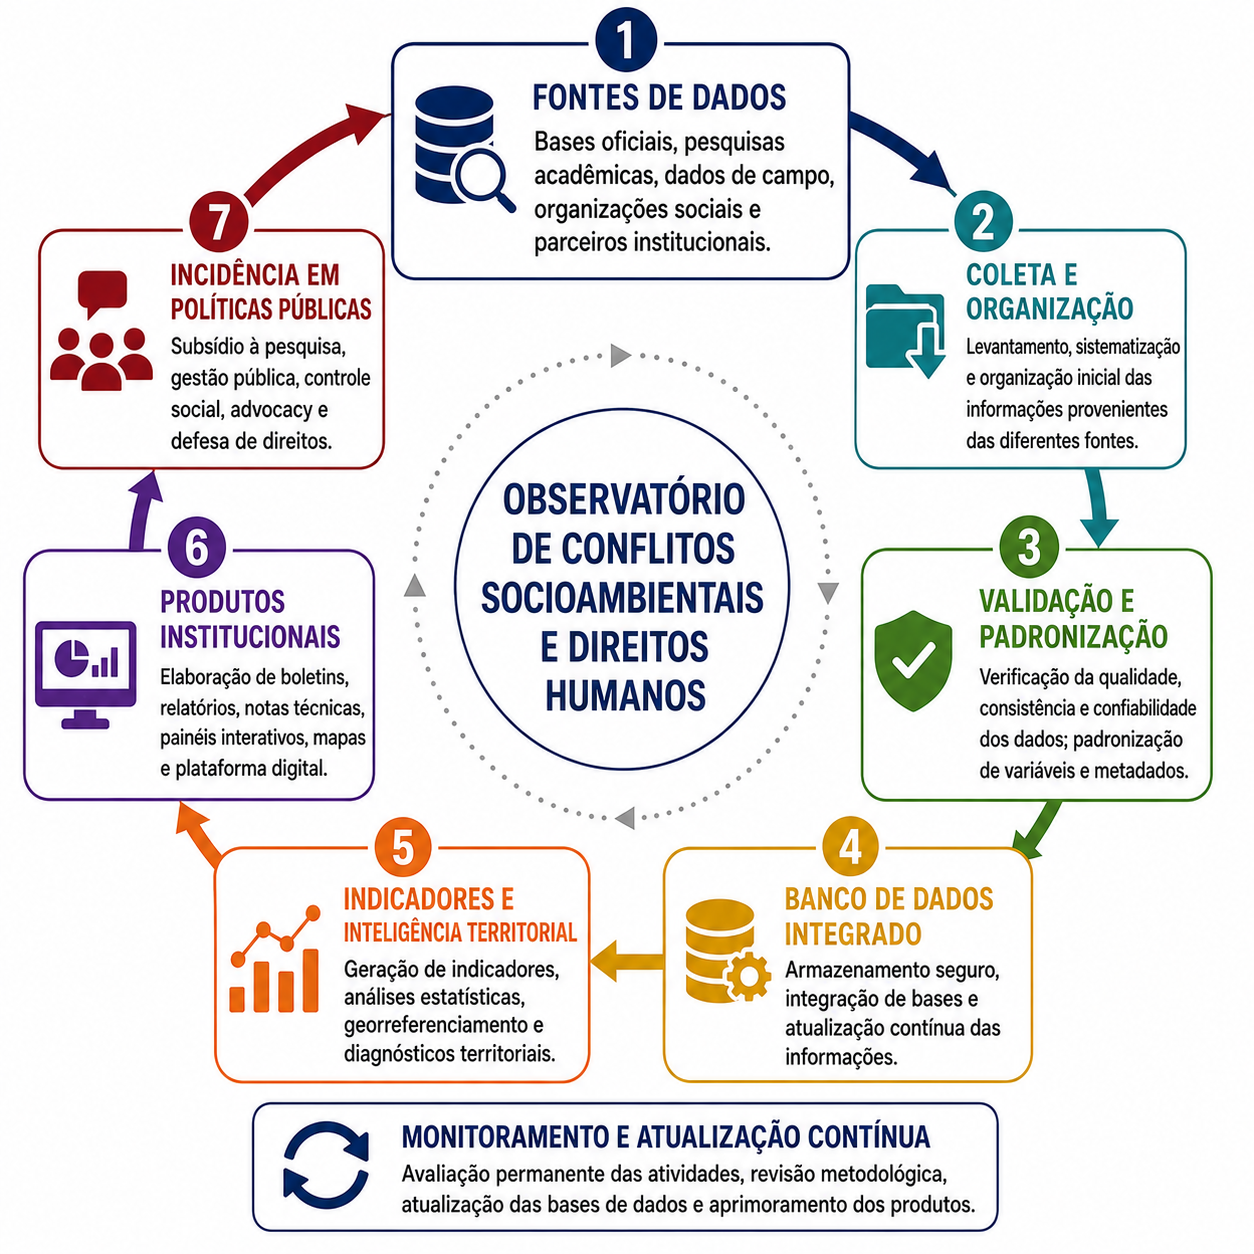 1
FONTES DE DADOS
Bases oficiais, pesquisas
acadêmicas, dados de campo,
organizações sociais e
parceiros institucionais.
2
COLETA E
ORGANIZAÇÃO
Levantamento, sistematização
e organização inicial das
informações provenientes
das diferentes fontes.
3
VALIDAÇÃO E
PADRONIZAÇÃO
Verificação da qualidade,
consistência e confiabilidade
dos dados; padronização
de variáveis e metadados.
4
BANCO DE DADOS
INTEGRADO
Armazenamento seguro,
integração de bases e
atualização contínua das
informações.
5
INDICADORES E
INTELIGÊNCIA TERRITORIAL
Geração de indicadores,
análises estatísticas,
georreferenciamento e
diagnósticos territoriais.
6
PRODUTOS
INSTITUCIONAIS
Elaboração de boletins,
relatórios, notas técnicas,
painéis interativos, mapas
e plataforma digital.
7
INCIDÊNCIA EM
POLÍTICAS PÚBLICAS
Subsídio à pesquisa,
gestão pública, controle
social, advocacy e
defesa de direitos.
OBSERVATÓRIO
DE CONFLITOS
SOCIOAMBIENTAIS
E DIREITOS
HUMANOS
MONITORAMENTO E ATUALIZAÇÃO CONTÍNUA
Avaliação permanente das atividades, revisão metodológica,
atualização das bases de dados e aprimoramento dos produtos.